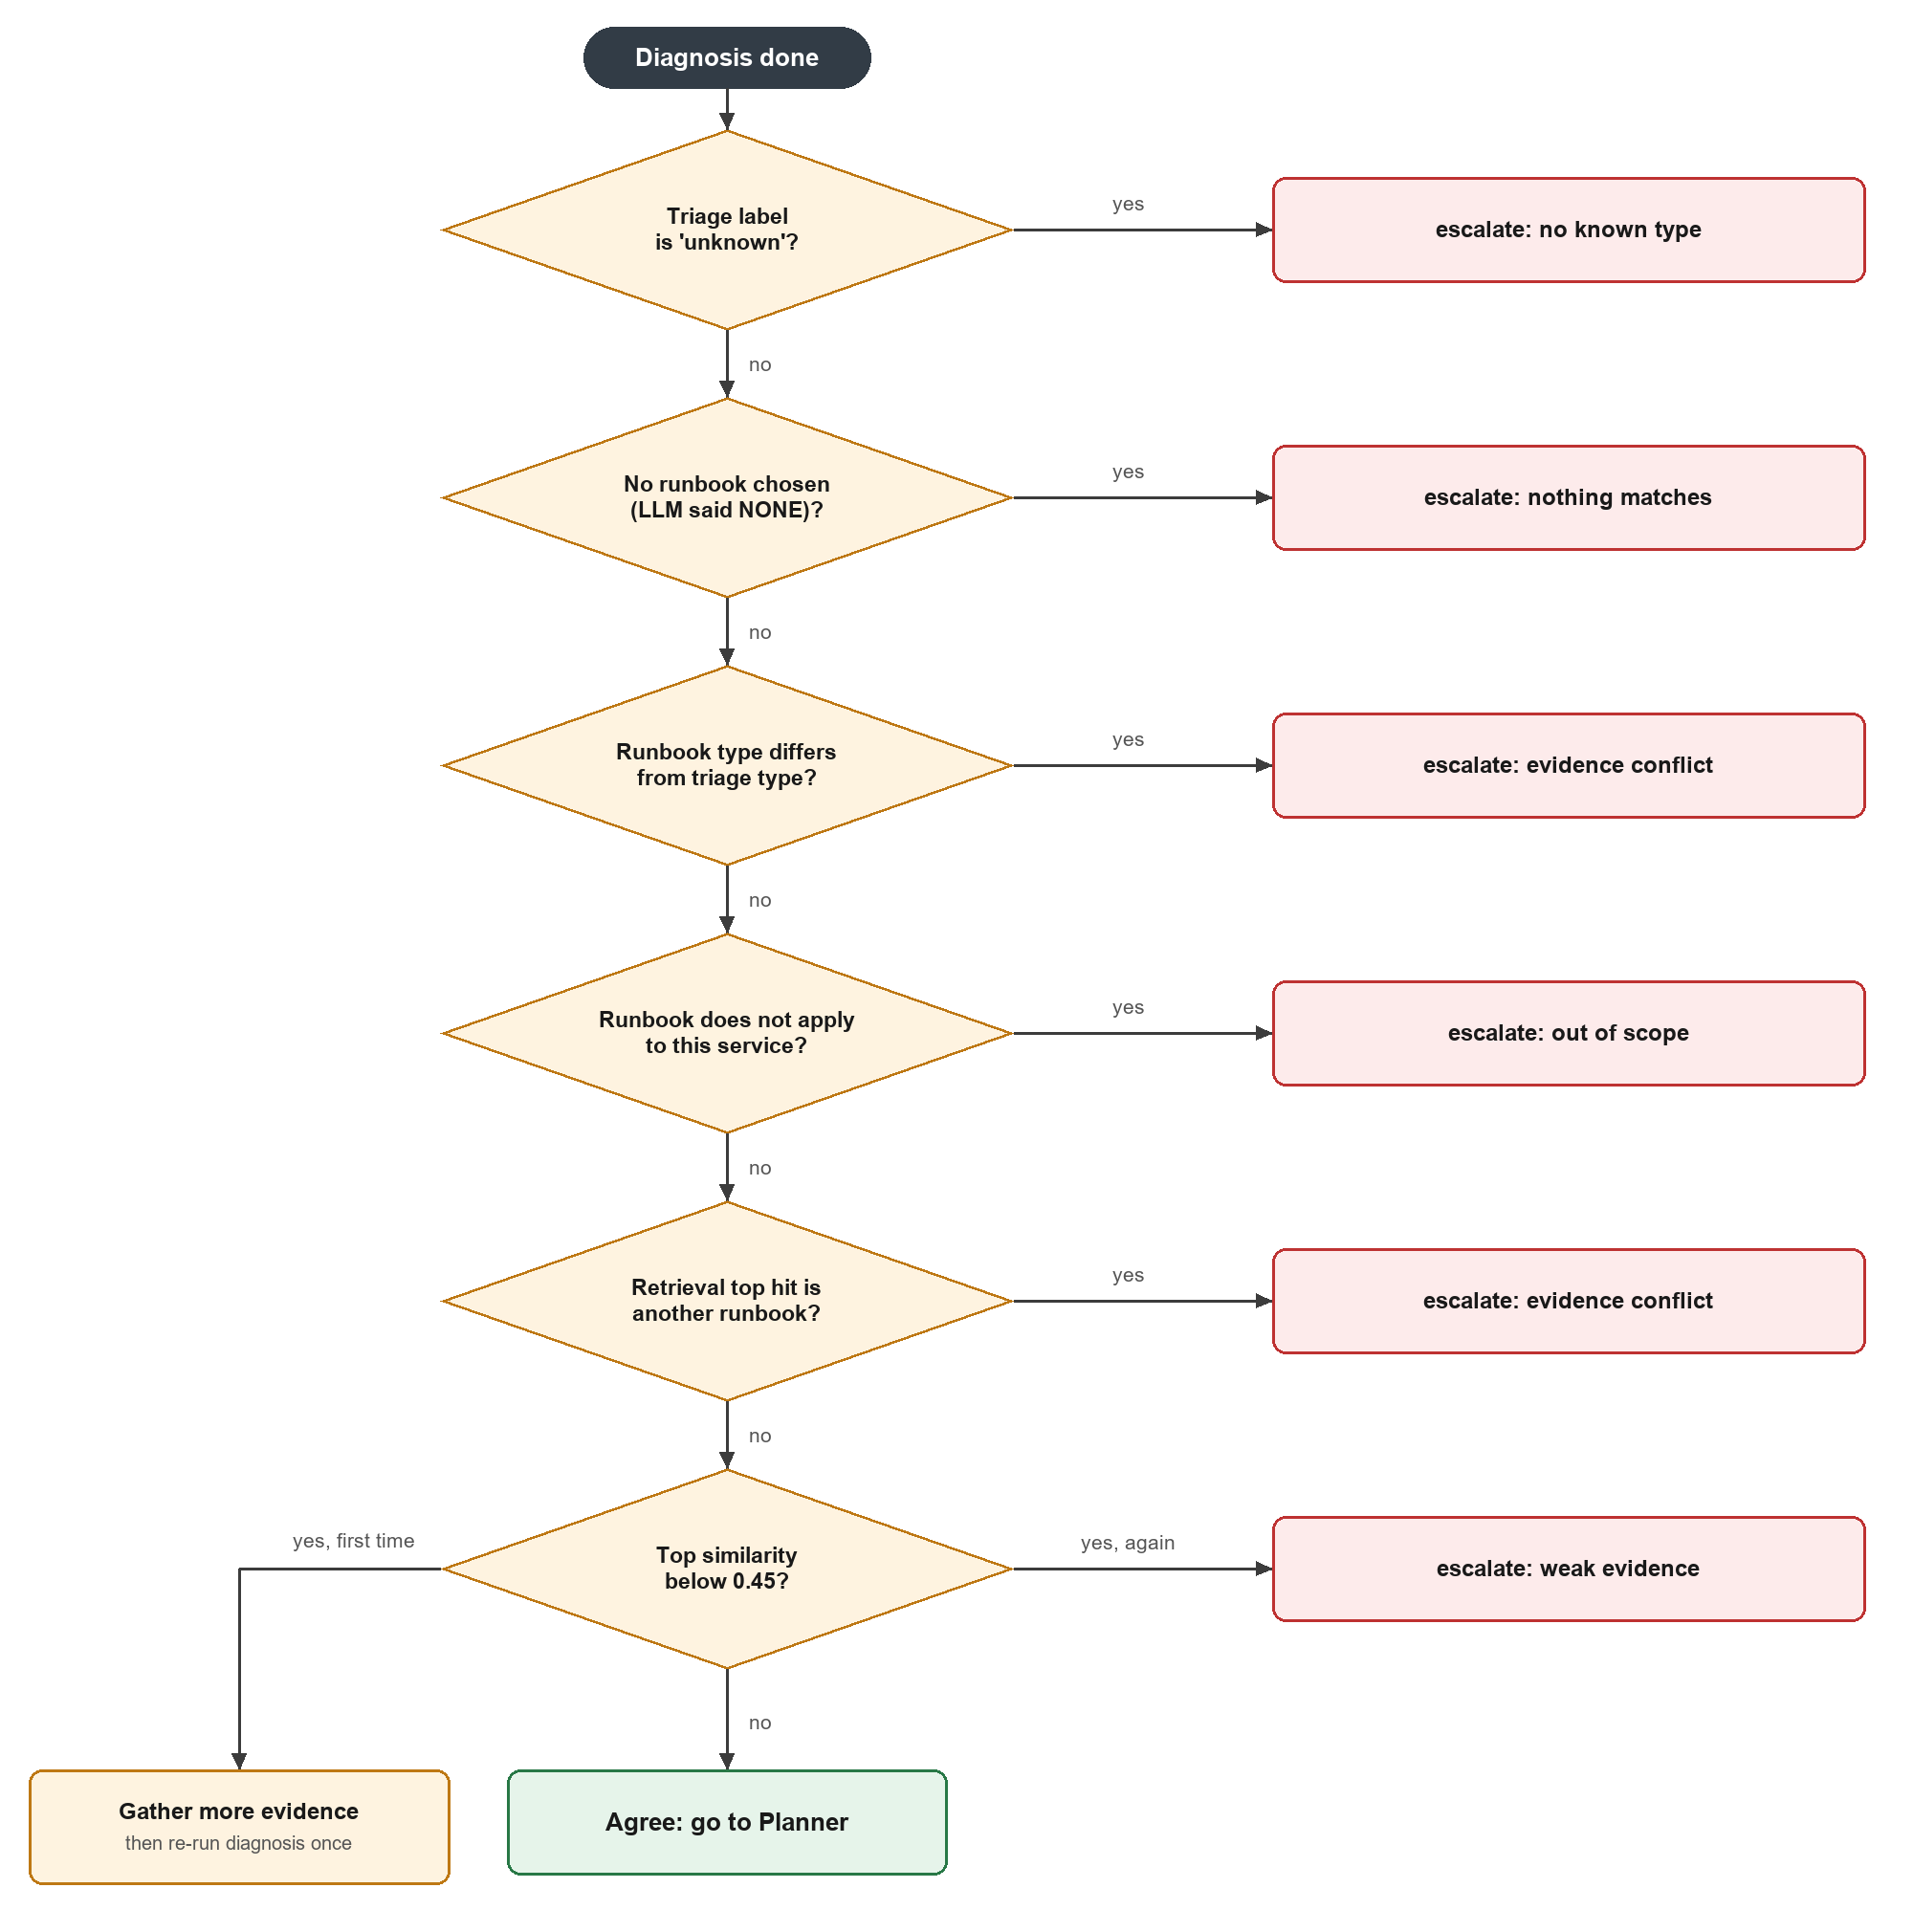 Diagnosis done
Triage label
is 'unknown'?
yes
escalate: no known type
no
No runbook chosen
(LLM said NONE)?
yes
escalate: nothing matches
no
Runbook type differs
from triage type?
yes
escalate: evidence conflict
no
Runbook does not apply
to this service?
yes
escalate: out of scope
no
Retrieval top hit is
another runbook?
yes
escalate: evidence conflict
no
yes, first time
Top similarity
below 0.45?
yes, again
escalate: weak evidence
no
Gather more evidence
then re-run diagnosis once
Agree: go to Planner